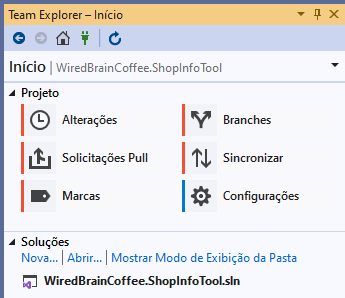 Team Explorer – Início
Início | WiredBrainCoffee.ShopInfoTool
Projeto
Alterações Branches
Solicitações Pull Sincronizar
Marcas Configurações
Soluções
Nova... | Abrir... | Mostrar Modo de Exibição da Pasta
WiredBrainCoffee.ShopInfoTool.sln